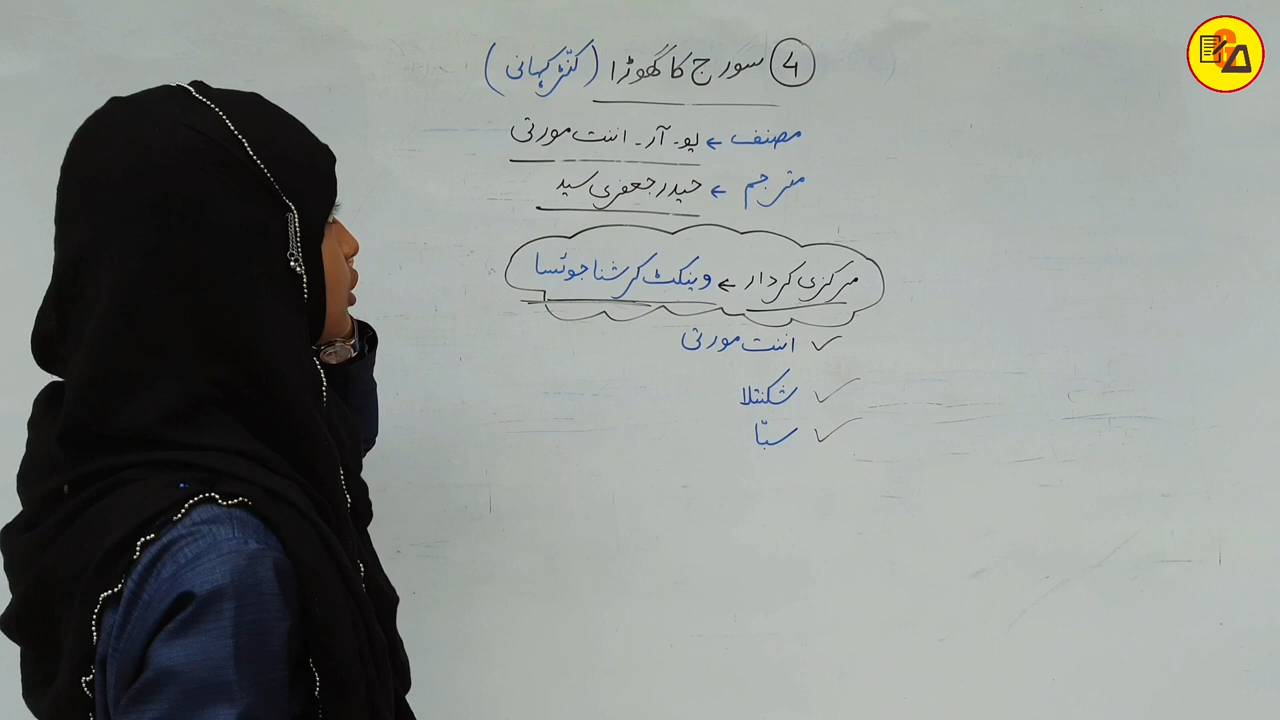 ④ سورج کا گھوڑا (کنّڑ کہانی)
مصنف ← یو۔ آر۔ اننت مورتی
مترجم ← حیدر جعفری سید
مرکزی کردار ← وینکٹ کرشنا جوئسا
✓ اننت مورتی
✓ شکنتلا
✓ سبّا